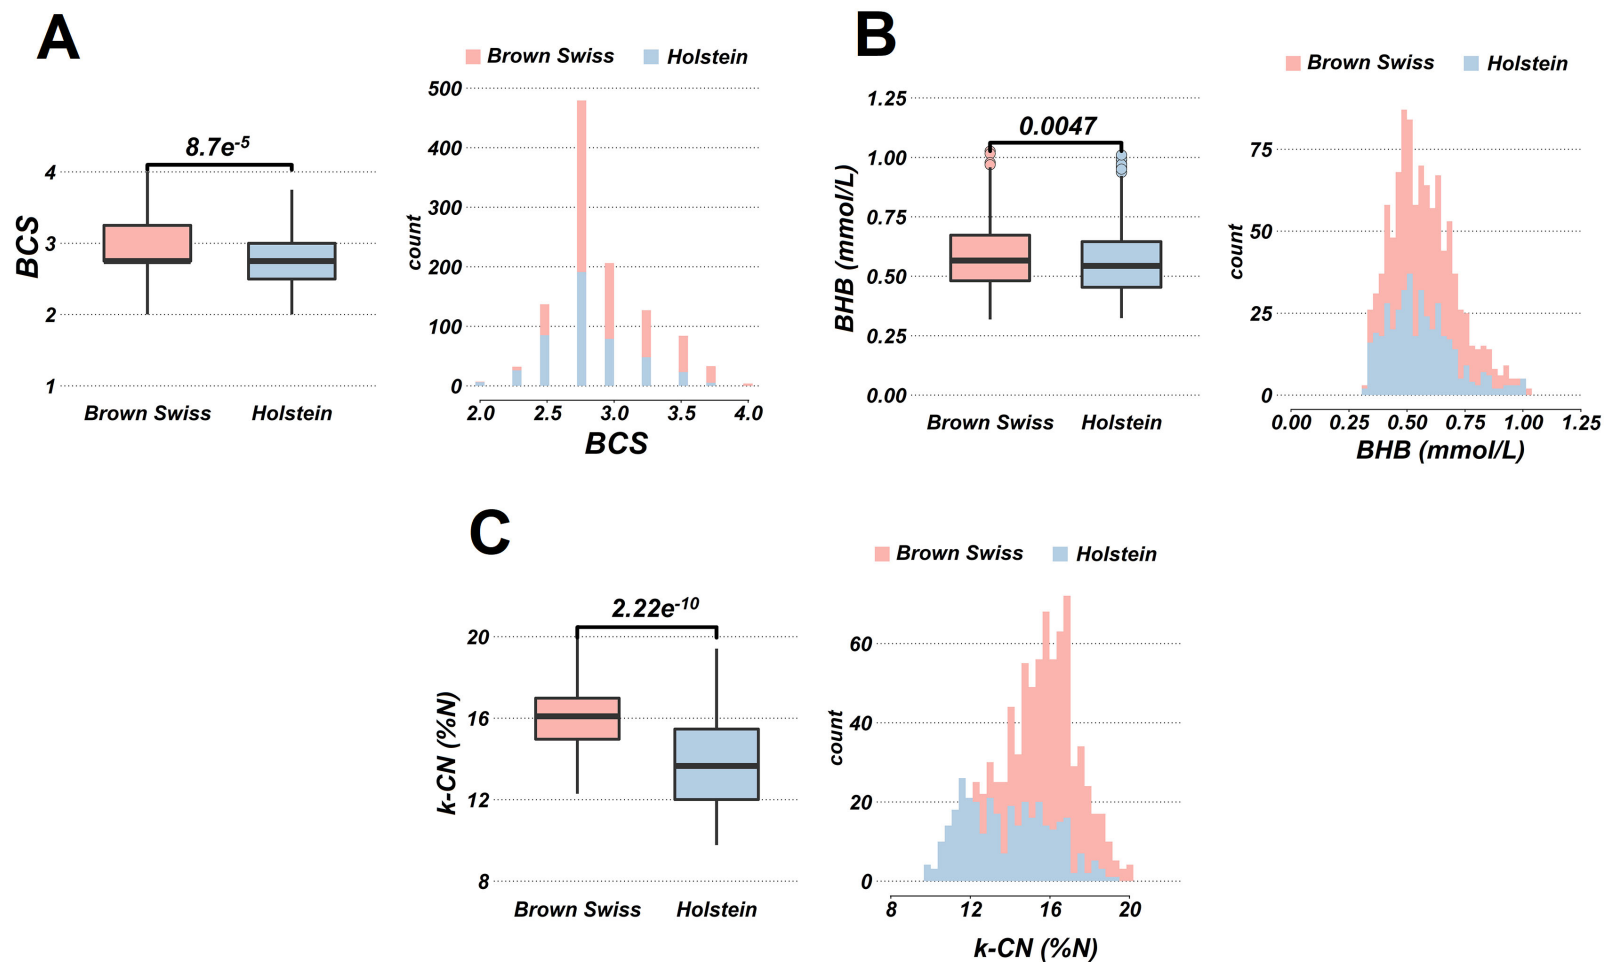 A
Brown Swiss Holstein
8.7e-5
BCS
4
3
2
1
Brown Swiss Holstein
count
500
400
300
200
100
0
2.0 2.5 3.0 3.5 4.0
BCS
B
Brown Swiss Holstein
0.0047
BHB (mmol/L)
1.25
1.00
0.75
0.50
0.25
0.00
Brown Swiss Holstein
count
75
50
25
0
0.00 0.25 0.50 0.75 1.00 1.25
BHB (mmol/L)
C
Brown Swiss Holstein
2.22e-10
k-CN (%N)
20
16
12
8
Brown Swiss Holstein
count
60
40
20
0
8 12 16 20
k-CN (%N)